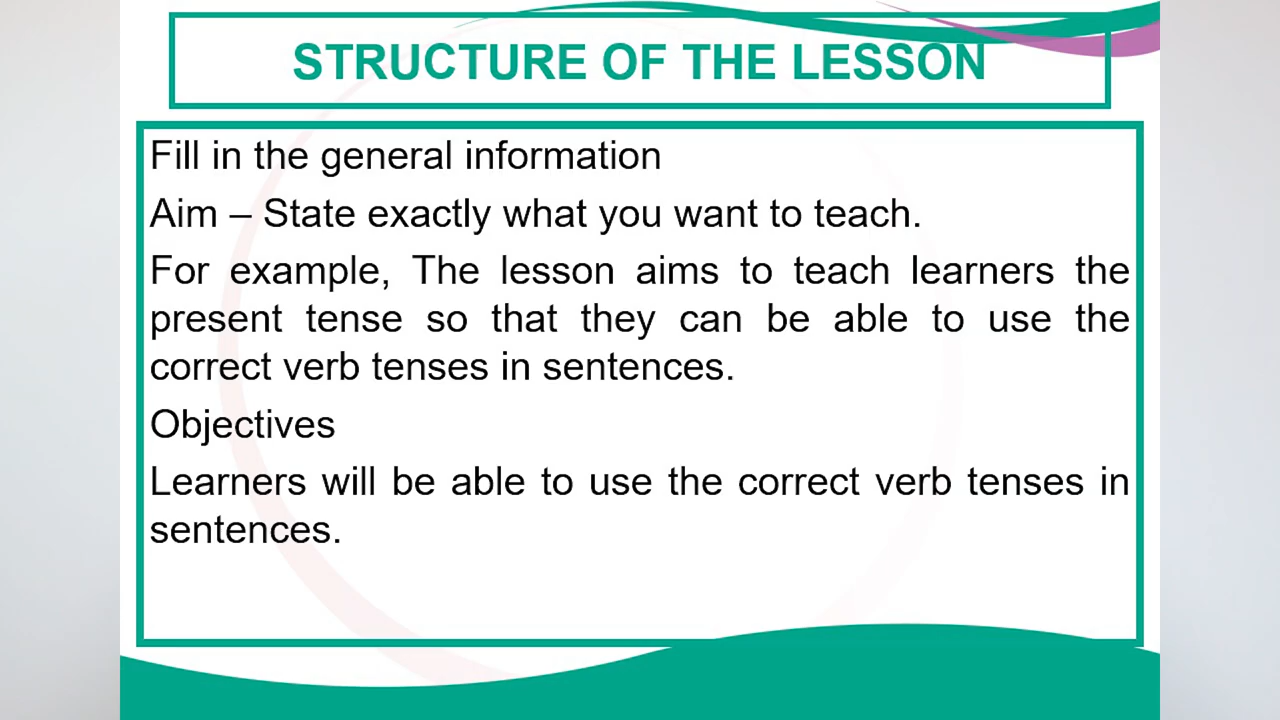 STRUCTURE OF THE LESSON
Fill in the general information
Aim – State exactly what you want to teach.
For example, The lesson aims to teach learners the
present tense so that they can be able to use the
correct verb tenses in sentences.
Objectives
Learners will be able to use the correct verb tenses in
sentences.